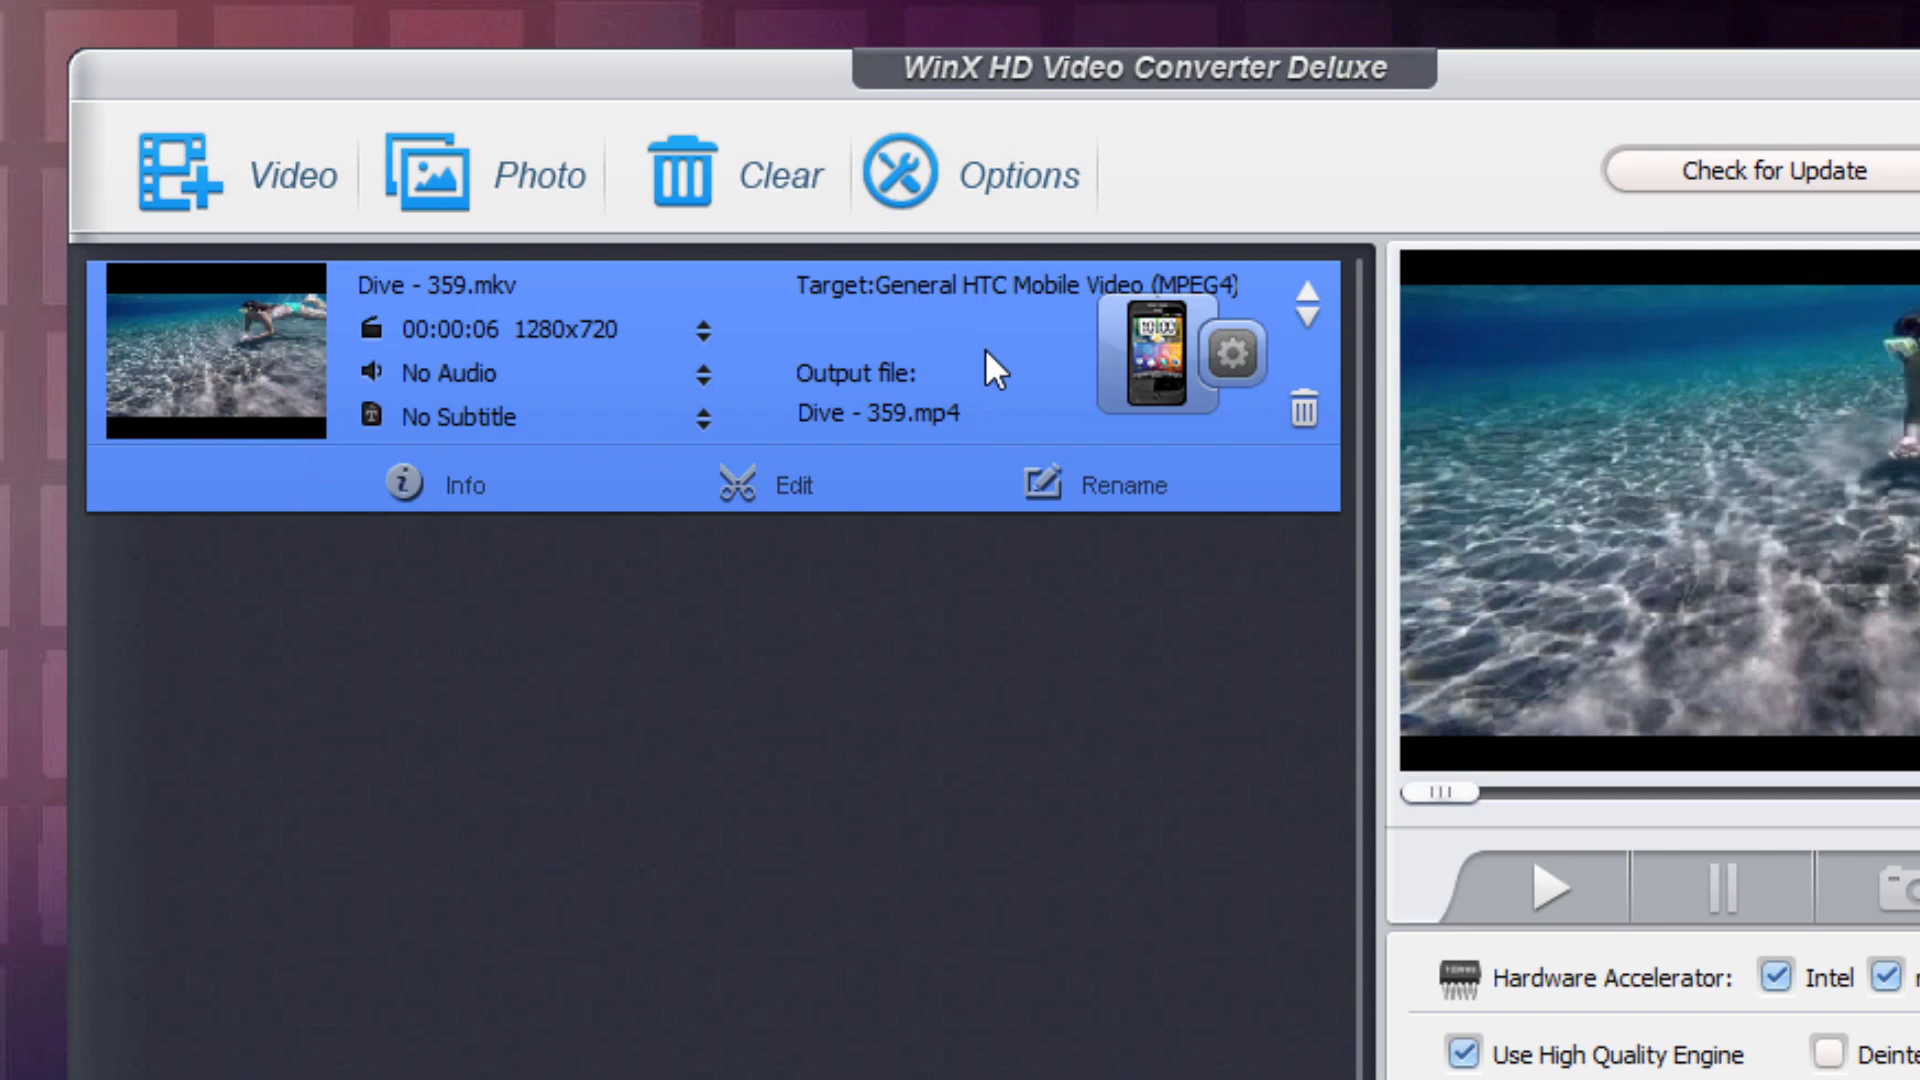 WinX HD Video Converter Deluxe
Video
Photo
Clear
Options
Check for Update
Dive - 359.mkv
Target:General HTC Mobile Video (MPEG4)
00:00:06 1280x720
No Audio
Output file:
No Subtitle
Dive - 359.mp4
10:00
Info
Edit
Rename
Hardware Accelerator:
Intel
Use High Quality Engine